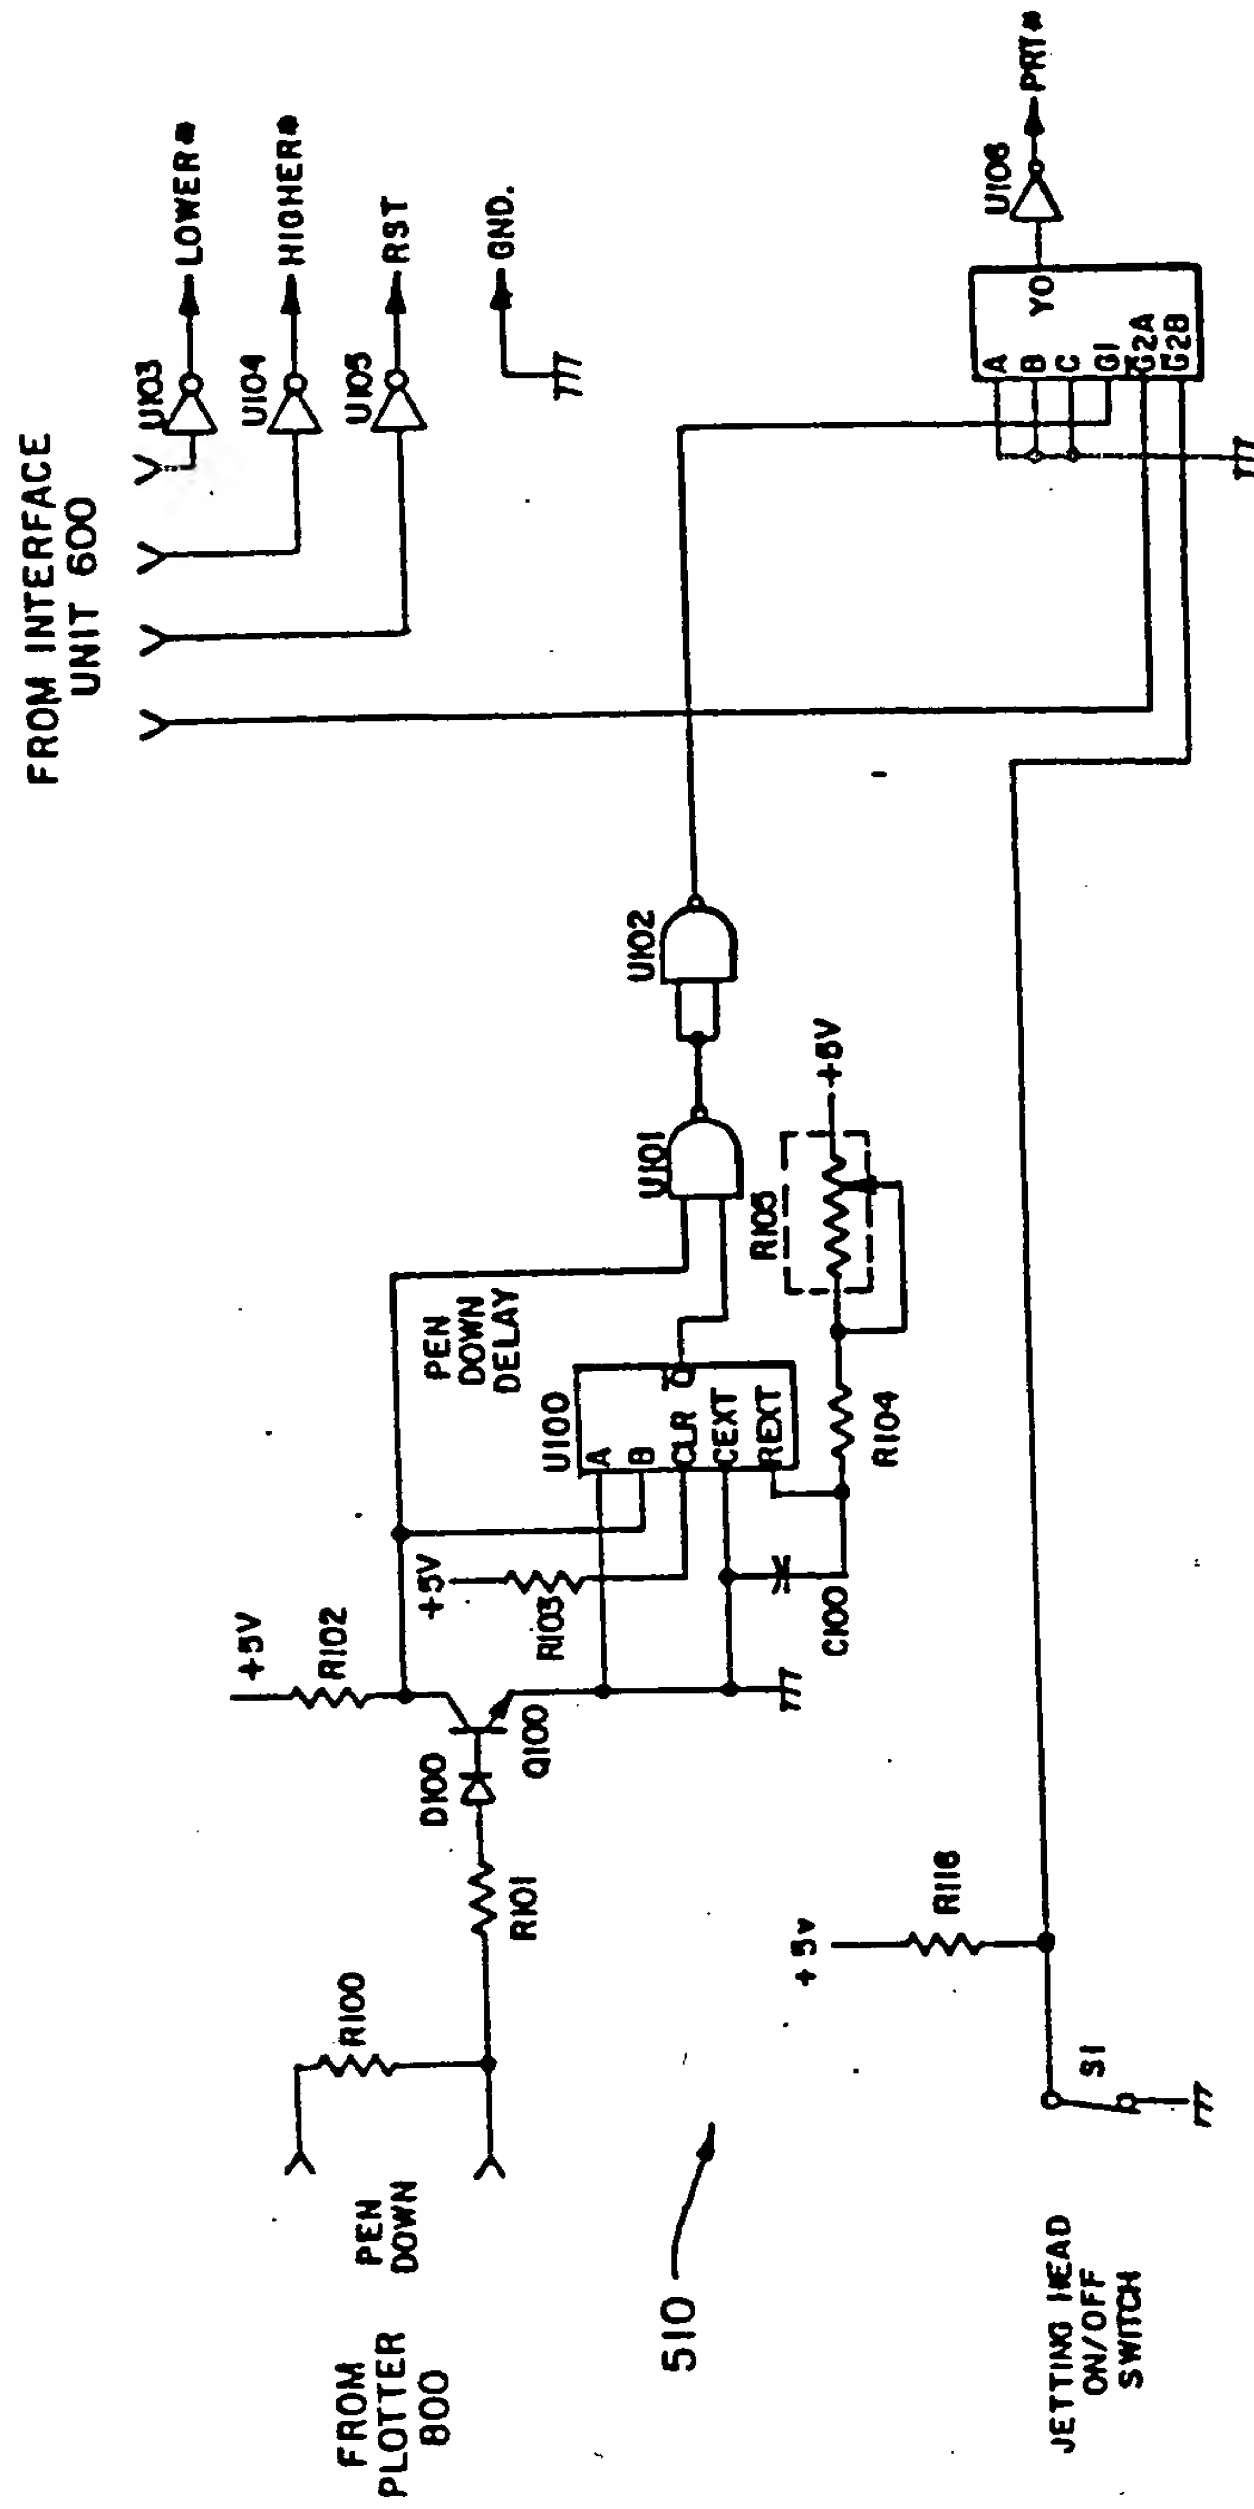 FROM INTERFACE
UNIT 600
U103
LOWER*
U104
HIGHER*
U105
RST
GND.
FROM
PLOTTER
800
PEN
DOWN
R100
R101
D100
Q100
+5V
R102
+5V
R103
U100
A
B
CLR
CEXT
REXT
Q
PEN
DOWN
DELAY
C100
R104
R105
+5V
U101
U102
A
B
C
G1
G2A
G2B
Y0
U106
PRT*
510
JETTING HEAD
ON/OFF
SWITCH
S1
+5V
R116